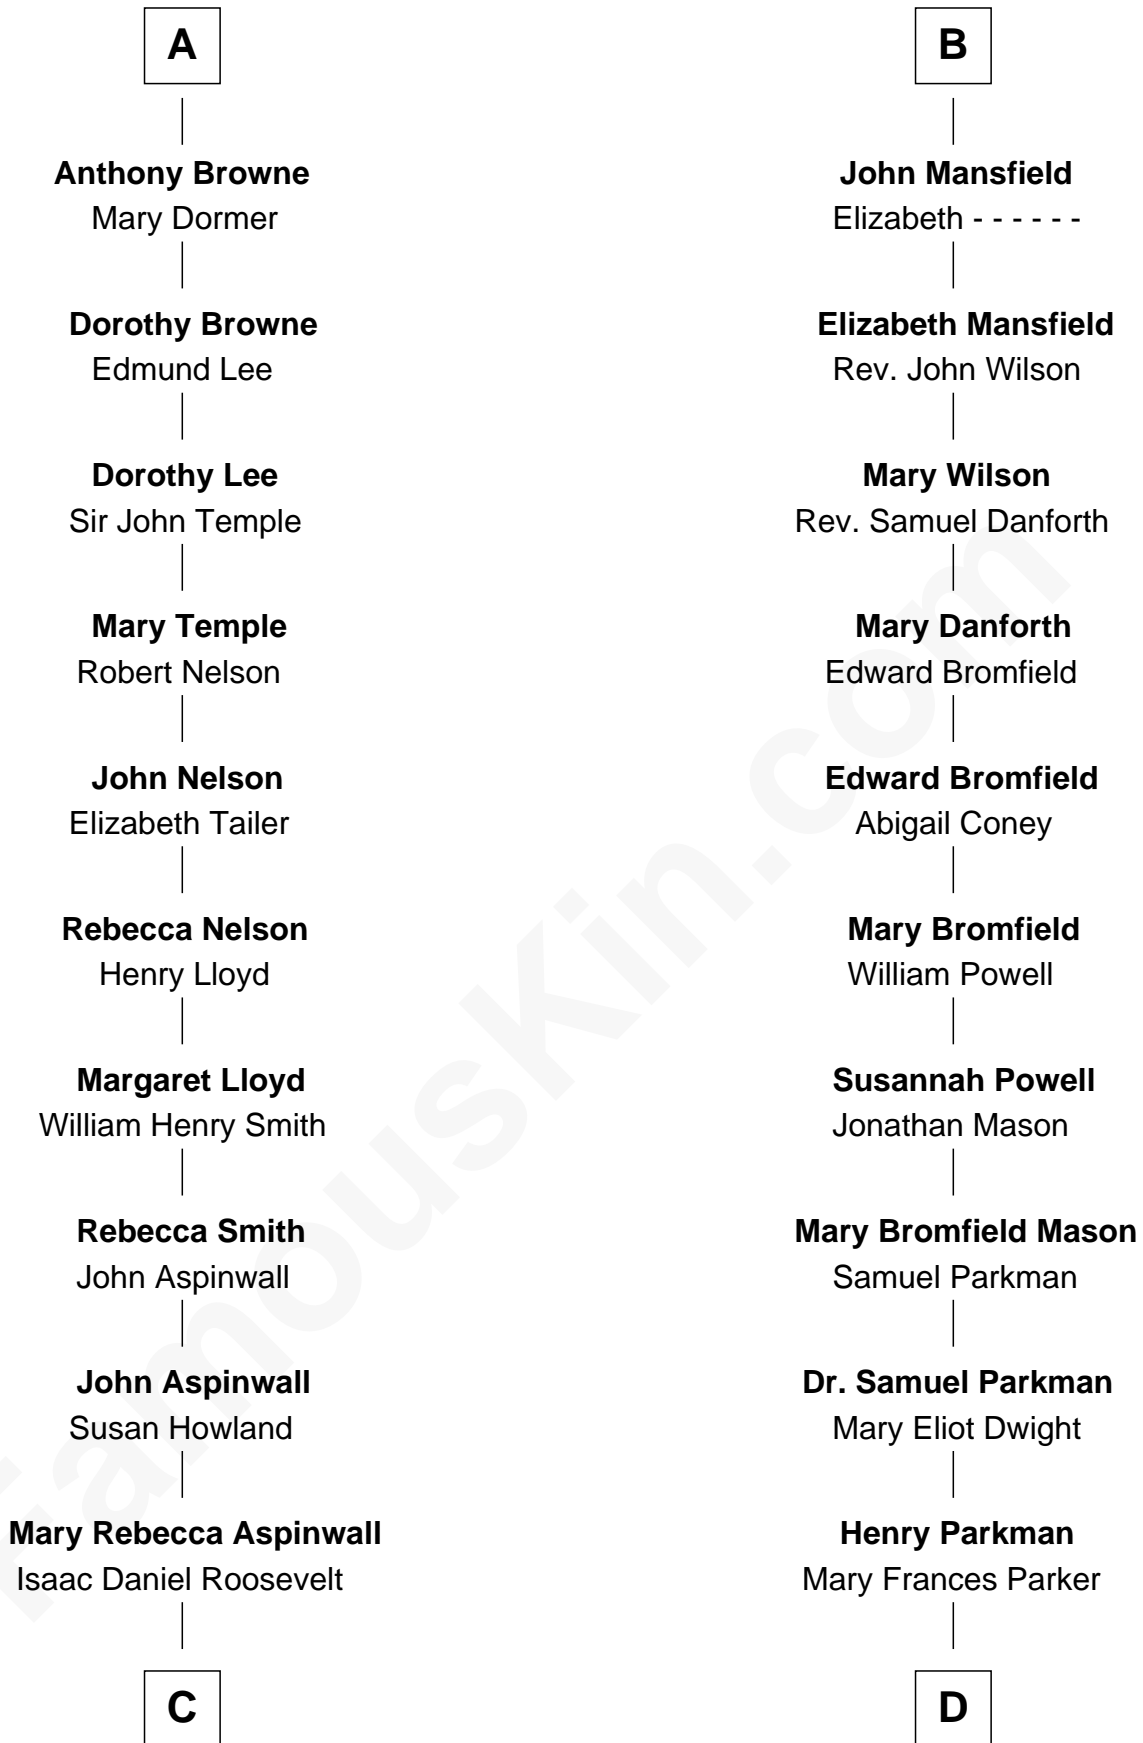 A
Anthony Browne
Mary Dormer
Dorothy Browne
Edmund Lee
Dorothy Lee
Sir John Temple
Mary Temple
Robert Nelson
John Nelson
Elizabeth Tailer
Rebecca Nelson
Henry Lloyd
Margaret Lloyd
William Henry Smith
Rebecca Smith
John Aspinwall
John Aspinwall
Susan Howland
Mary Rebecca Aspinwall
Isaac Daniel Roosevelt
C
B
John Mansfield
Elizabeth - - - - - -
Elizabeth Mansfield
Rev. John Wilson
Mary Wilson
Rev. Samuel Danforth
Mary Danforth
Edward Bromfield
Edward Bromfield
Abigail Coney
Mary Bromfield
William Powell
Susannah Powell
Jonathan Mason
Mary Bromfield Mason
Samuel Parkman
Dr. Samuel Parkman
Mary Eliot Dwight
Henry Parkman
Mary Frances Parker
D
FamousKin.com